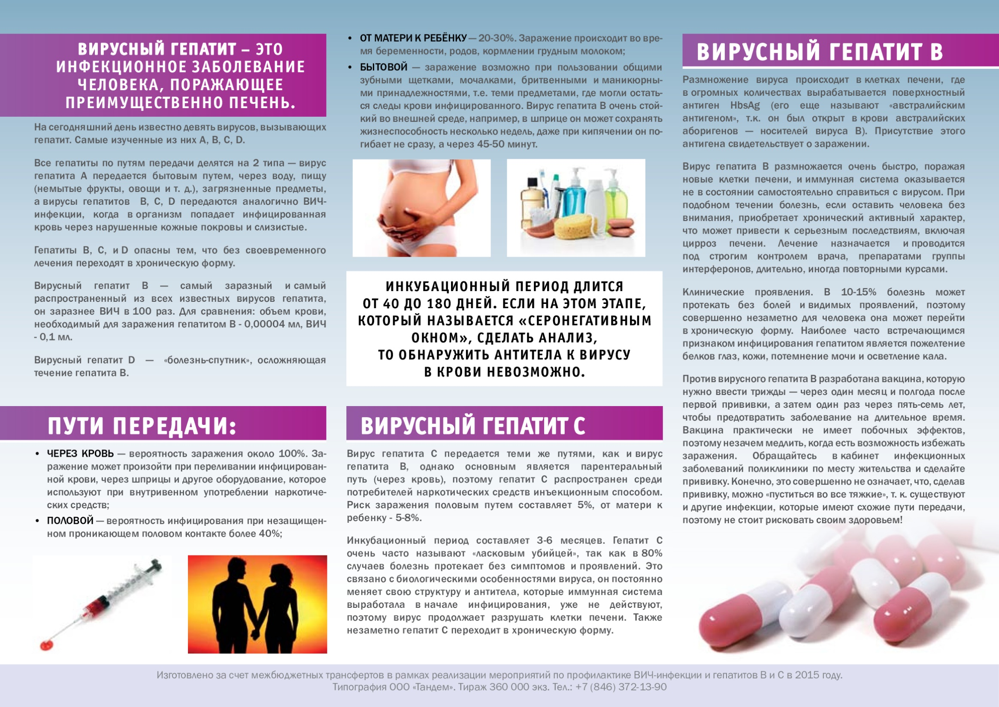 ВИРУСНЫЙ ГЕПАТИТ – ЭТО
ИНФЕКЦИОННОЕ ЗАБОЛЕВАНИЕ
ЧЕЛОВЕКА, ПОРАЖАЮЩЕЕ
ПРЕИМУЩЕСТВЕННО ПЕЧЕНЬ.
На сегодняшний день известно девять вирусов, вызывающих
гепатит. Самые изученные из них A, B, C, D.
Все гепатиты по путям передачи делятся на 2 типа — вирус
гепатита А передается бытовым путем, через воду, пищу
(немытые фрукты, овощи и т. д.), загрязненные предметы,
а вирусы гепатитов B, C, D передаются аналогично ВИЧ-
инфекции, когда в организм попадает инфицированная
кровь через нарушенные кожные покровы и слизистые.
Гепатиты B, C, и D опасны тем, что без своевременного
лечения переходят в хроническую форму.
Вирусный гепатит B — самый заразный и самый
распространенный из всех известных вирусов гепатита,
он заразнее ВИЧ в 100 раз. Для сравнения: объем крови,
необходимый для заражения гепатитом В - 0,00004 мл, ВИЧ
- 0,1 мл.
Вирусный гепатит D — «болезнь-спутник», осложняющая
течение гепатита В.
ПУТИ ПЕРЕДАЧИ:
• ЧЕРЕЗ КРОВЬ — вероятность заражения около 100%. За-
ражение может произойти при переливании инфицирован-
ной крови, через шприцы и другое оборудование, которое
используют при внутривенном употреблении наркотиче-
ских средств;
• ПОЛОВОЙ — вероятность инфицирования при незащищен-
ном проникающем половом контакте более 40%;
• ОТ МАТЕРИ К РЕБЁНКУ — 20-30%. Заражение происходит во вре-
мя беременности, родов, кормлении грудным молоком;
• БЫТОВОЙ — заражение возможно при пользовании общими
зубными щетками, мочалками, бритвенными и маникюрны-
ми принадлежностями, т.е. теми предметами, где могли остать-
ся следы крови инфицированного. Вирус гепатита В очень стой-
кий во внешней среде, например, в шприце он может сохранять
жизнеспособность несколько недель, даже при кипячении он по-
гибает не сразу, а через 45-50 минут.
ИНКУБАЦИОННЫЙ ПЕРИОД ДЛИТСЯ
ОТ 40 ДО 180 ДНЕЙ. ЕСЛИ НА ЭТОМ ЭТАПЕ,
КОТОРЫЙ НАЗЫВАЕТСЯ «СЕРОНЕГАТИВНЫМ
ОКНОМ», СДЕЛАТЬ АНАЛИЗ,
ТО ОБНАРУЖИТЬ АНТИТЕЛА К ВИРУСУ
В КРОВИ НЕВОЗМОЖНО.
ВИРУСНЫЙ ГЕПАТИТ С
Вирус гепатита С передается теми же путями, как и вирус
гепатита В, однако основным является парентеральный
путь (через кровь), поэтому гепатит С распространен среди
потребителей наркотических средств инъекционным способом.
Риск заражения половым путем составляет 5%, от матери к
ребенку - 5-8%.
Инкубационный период составляет 3-6 месяцев. Гепатит С
очень часто называют «ласковым убийцей», так как в 80%
случаев болезнь протекает без симптомов и проявлений. Это
связано с биологическими особенностями вируса, он постоянно
меняет свою структуру и антитела, которые иммунная система
выработала в начале инфицирования, уже не действуют,
поэтому вирус продолжает разрушать клетки печени. Также
незаметно гепатит С переходит в хроническую форму.
ВИРУСНЫЙ ГЕПАТИТ В
Размножение вируса происходит в клетках печени, где
в огромных количествах вырабатывается поверхностный
антиген HbsAg (его еще называют «австралийским
антигеном», т.к. он был открыт в крови австралийских
аборигенов — носителей вируса В). Присутствие этого
антигена свидетельствует о заражении.
Вирус гепатита В размножается очень быстро, поражая
новые клетки печени, и иммунная система оказывается
не в состоянии самостоятельно справиться с вирусом. При
подобном течении болезнь, если оставить человека без
внимания, приобретает хронический активный характер,
что может привести к серьезным последствиям, включая
цирроз печени. Лечение назначается и проводится
под строгим контролем врача, препаратами группы
интерферонов, длительно, иногда повторными курсами.
Клинические проявления. В 10-15% болезнь может
протекать без болей и видимых проявлений, поэтому
совершенно незаметно для человека она может перейти
в хроническую форму. Наиболее часто встречающимся
признаком инфицирования гепатитом является пожелтение
белков глаз, кожи, потемнение мочи и осветление кала.
Против вирусного гепатита В разработана вакцина, которую
нужно ввести трижды — через один месяц и полгода после
первой прививки, а затем один раз через пять-семь лет,
чтобы предотвратить заболевание на длительное время.
Вакцина практически не имеет побочных эффектов,
поэтому незачем медлить, когда есть возможность избежать
заражения. Обращайтесь в кабинет инфекционных
заболеваний поликлиники по месту жительства и сделайте
прививку. Конечно, это совершенно не означает, что, сделав
прививку, можно «пуститься во все тяжкие», т. к. существуют
и другие инфекции, которые имеют схожие пути передачи,
поэтому не стоит рисковать своим здоровьем!
Изготовлено за счет межбюджетных трансфертов в рамках реализации мероприятий по профилактике ВИЧ-инфекции и гепатитов В и С в 2015 году.
Типография ООО «Тандем». Тираж 360 000 экз. Тел.: +7 (846) 372-13-90